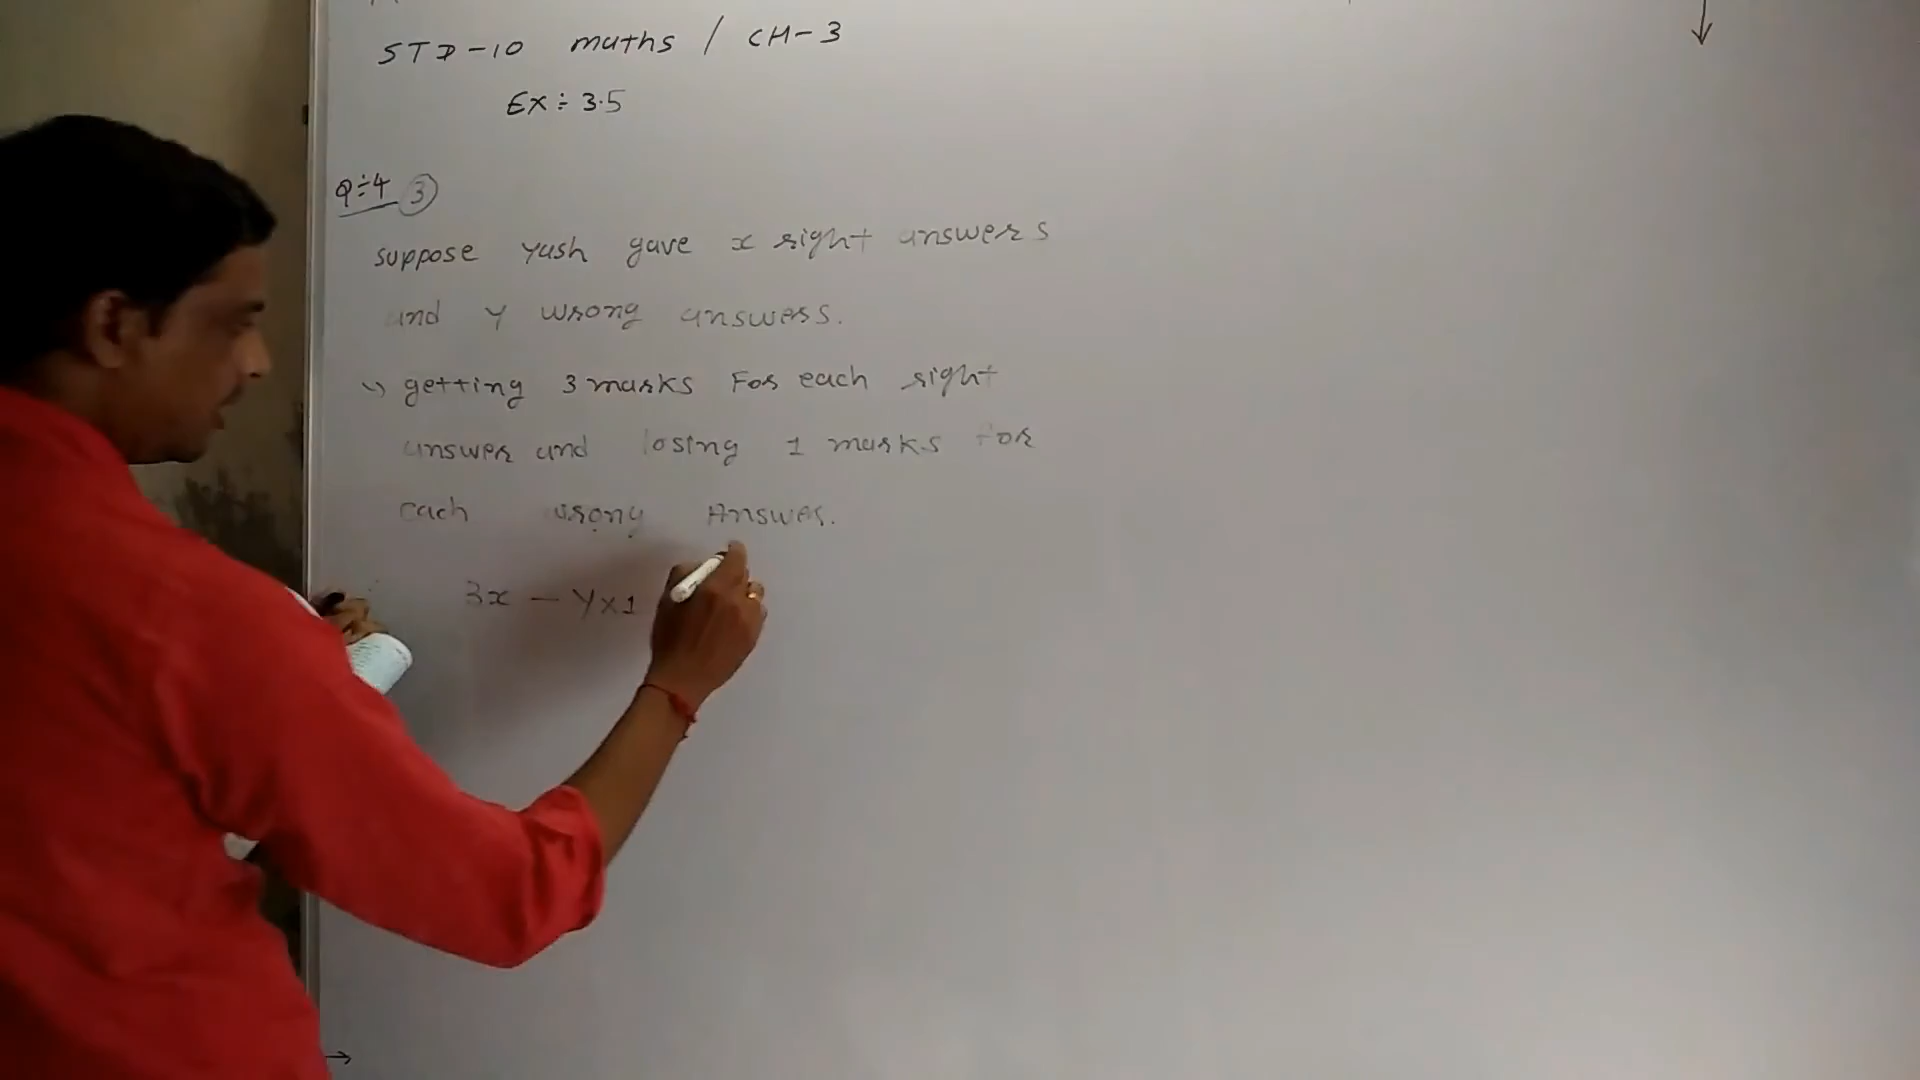 STD-10 maths / CH-3
EX÷3.5
Q÷4 3
suppose Yash gave x right answers
and y wrong answers.
getting 3 marks For each right
answer and losing 1 marks for
each wrong Answer.
3x - Y×1